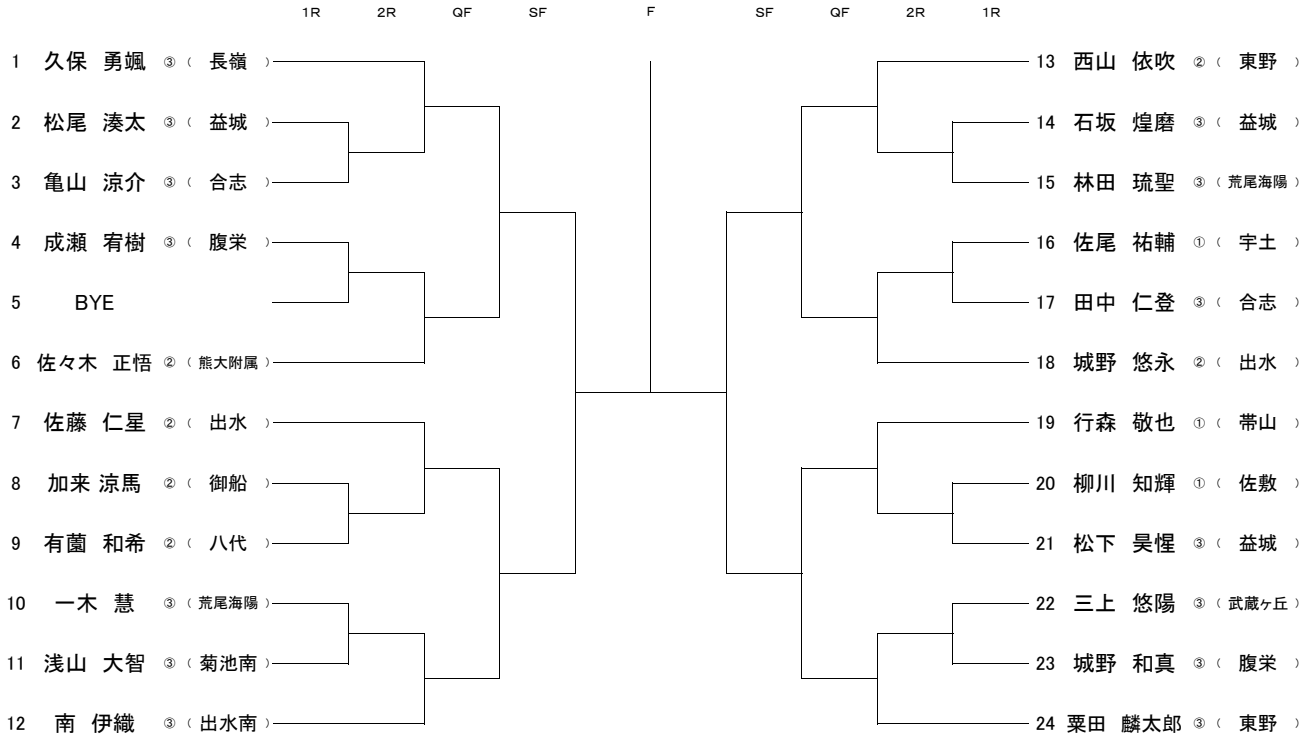 1R 2R QF SF F SF QF 2R 1R
1 久保 勇颯 ③ （ 長嶺 ）
2 松尾 湊太 ③ （ 益城 ）
3 亀山 涼介 ③ （ 合志 ）
4 成瀬 宥樹 ③ （ 腹栄 ）
5 BYE
6 佐々木 正悟 ② （ 熊大附属 ）
7 佐藤 仁星 ② （ 出水 ）
8 加来 涼馬 ② （ 御船 ）
9 有薗 和希 ② （ 八代 ）
10 一木 慧 ③ （ 荒尾海陽 ）
11 浅山 大智 ③ （ 菊池南 ）
12 南 伊織 ③ （ 出水南 ）
13 西山 依吹 ② （ 東野 ）
14 石坂 煌磨 ③ （ 益城 ）
15 林田 琉聖 ③ （ 荒尾海陽 ）
16 佐尾 祐輔 ① （ 宇土 ）
17 田中 仁登 ③ （ 合志 ）
18 城野 悠永 ② （ 出水 ）
19 行森 敬也 ① （ 帯山 ）
20 柳川 知輝 ① （ 佐敷 ）
21 松下 昊惺 ③ （ 益城 ）
22 三上 悠陽 ③ （ 武蔵ヶ丘 ）
23 城野 和真 ③ （ 腹栄 ）
24 粟田 麟太郎 ③ （ 東野 ）